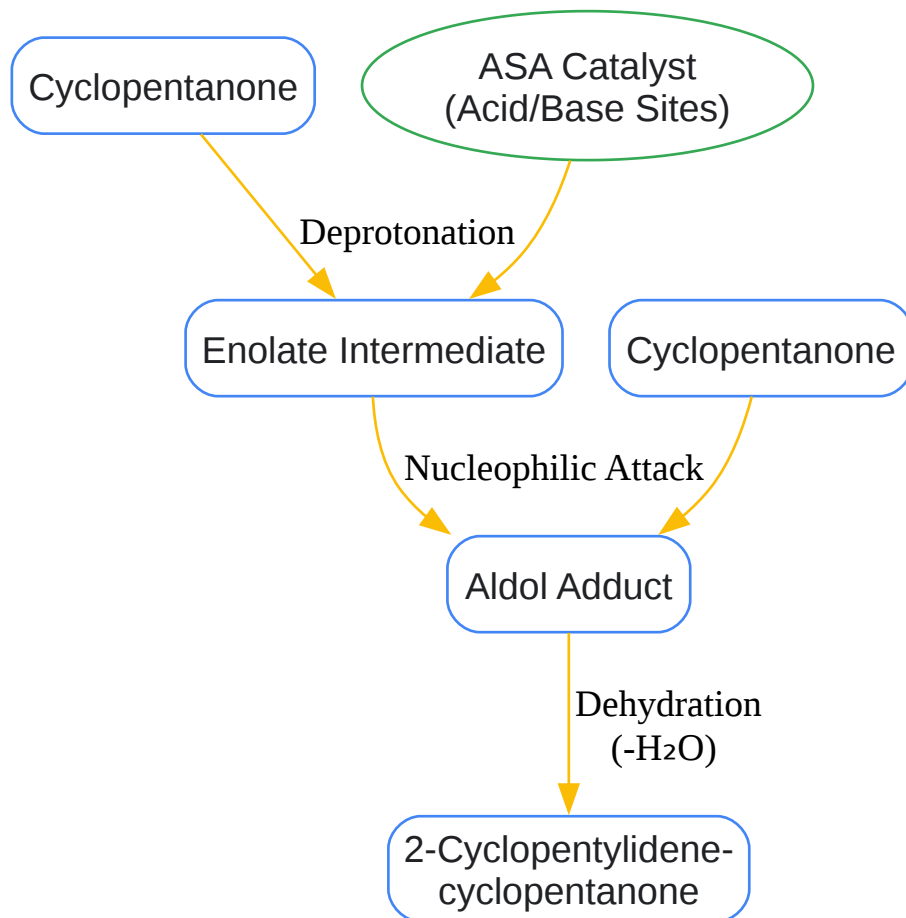 Cyclopentanone
ASA Catalyst
(Acid/Base Sites)
Deprotonation
Enolate Intermediate
Cyclopentanone
Nucleophilic Attack
Aldol Adduct
Dehydration
(-H₂O)
2-Cyclopentylidene-
cyclopentanone